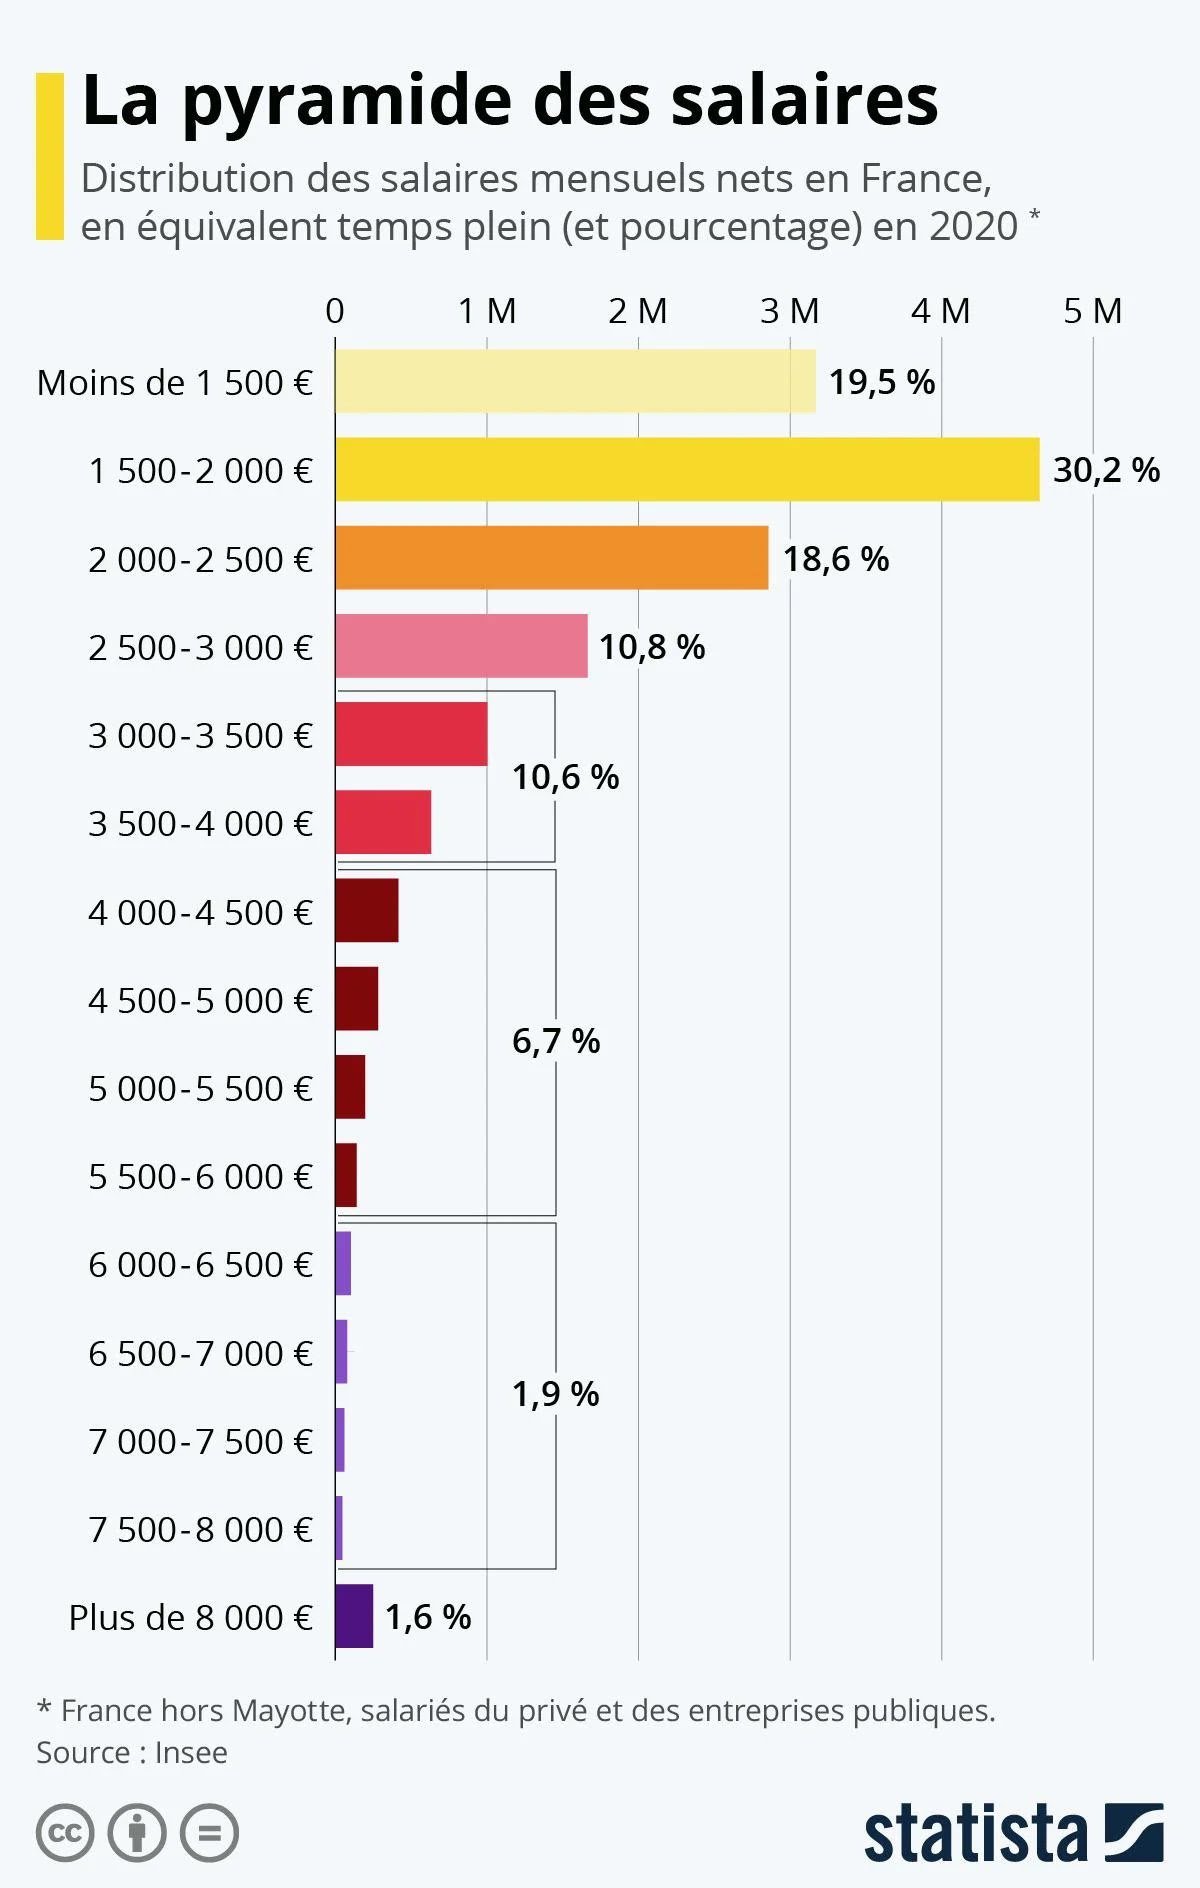 La pyramide des salaires
Distribution des salaires mensuels nets en France,
en équivalent temps plein (et pourcentage) en 2020 *
0 1 M 2 M 3 M 4 M 5 M
Moins de 1 500 € 19,5 %
1 500-2 000 € 30,2 %
2 000-2 500 € 18,6 %
2 500-3 000 € 10,8 %
3 000-3 500 €
10,6 %
3 500-4 000 €
4 000-4 500 €
4 500-5 000 €
6,7 %
5 000-5 500 €
5 500-6 000 €
6 000-6 500 €
6 500-7 000 €
1,9 %
7 000-7 500 €
7 500-8 000 €
Plus de 8 000 € 1,6 %
* France hors Mayotte, salariés du privé et des entreprises publiques.
Source : Insee
cc = statista